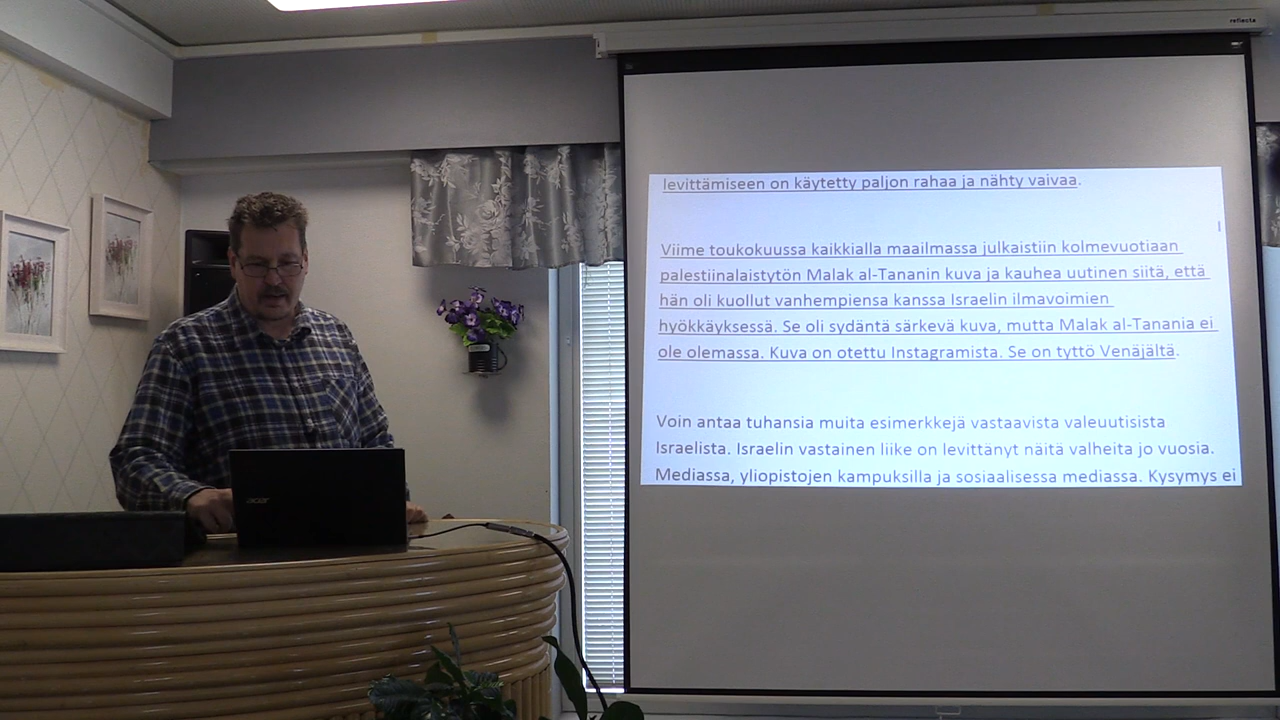 reflecta
levittämiseen on käytetty paljon rahaa ja nähty vaivaa.
Viime toukokuussa kaikkialla maailmassa julkaistiin kolmevuotiaan
palestiinalaistytön Malak al-Tananin kuva ja kauhea uutinen siitä, että
hän oli kuollut vanhempiensa kanssa Israelin ilmavoimien
hyökkäyksessä. Se oli sydäntä särkevä kuva, mutta Malak al-Tanania ei
ole olemassa. Kuva on otettu Instagramista. Se on tyttö Venäjältä.
Voin antaa tuhansia muita esimerkkejä vastaavista valeuutisista
Israelista. Israelin vastainen liike on levittänyt näitä valheita jo vuosia.
Mediassa, yliopistojen kampuksilla ja sosiaalisessa mediassa. Kysymys ei
acer